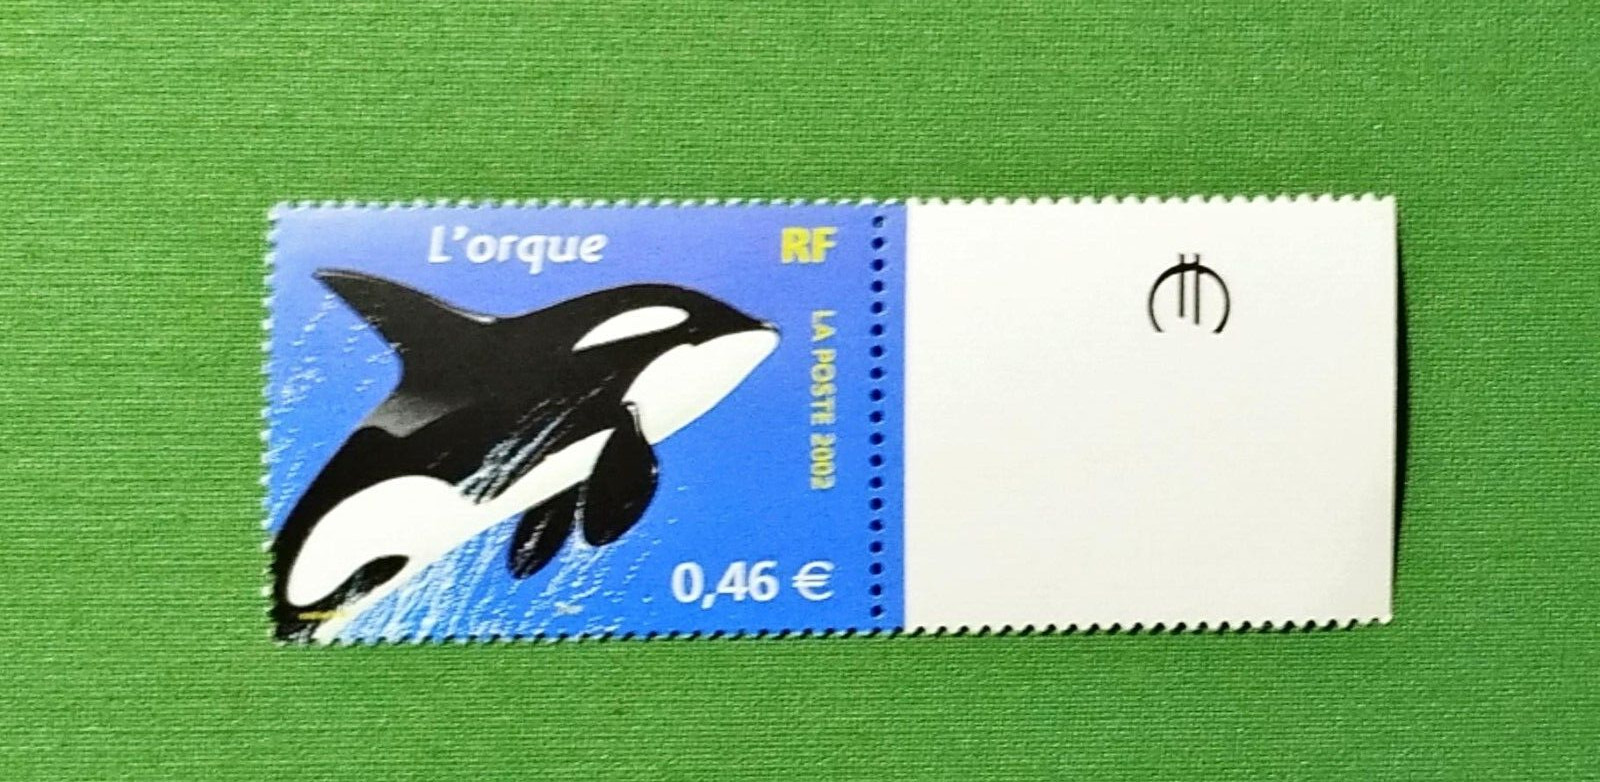 L'orque
RF
LA POSTE 2002
0,46 €
€